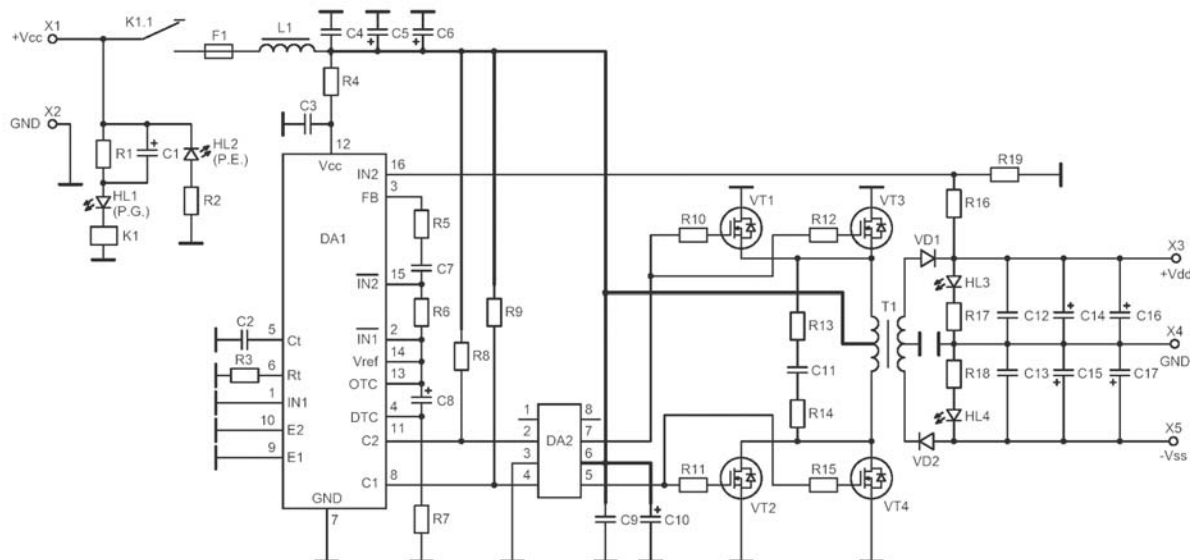 X1
+Vcc
K1.1
F1
L1
C4
C5
C6
R4
C3
X2
GND
R1
C1
HL2
(P.E.)
HL1
(P.G.)
R2
K1
12
Vcc
IN2
16
FB
3
DA1
R5
C7
15
IN2
R6
R9
2
IN1
14
Vref
13
OTC
R8
C8
4
DTC
11
C2
8
C1
GND
7
R7
C2
5
Ct
R3
6
Rt
1
IN1
10
E2
9
E1
1
8
2
7
DA2
3
6
4
5
C9
C10
R10
VT1
R12
VT3
R13
C11
R14
R11
VT2
R15
VT4
T1
R19
R16
VD1
X3
+Vdd
HL3
R17
C12
C14
C16
X4
GND
R18
C13
C15
C17
HL4
VD2
X5
-Vss